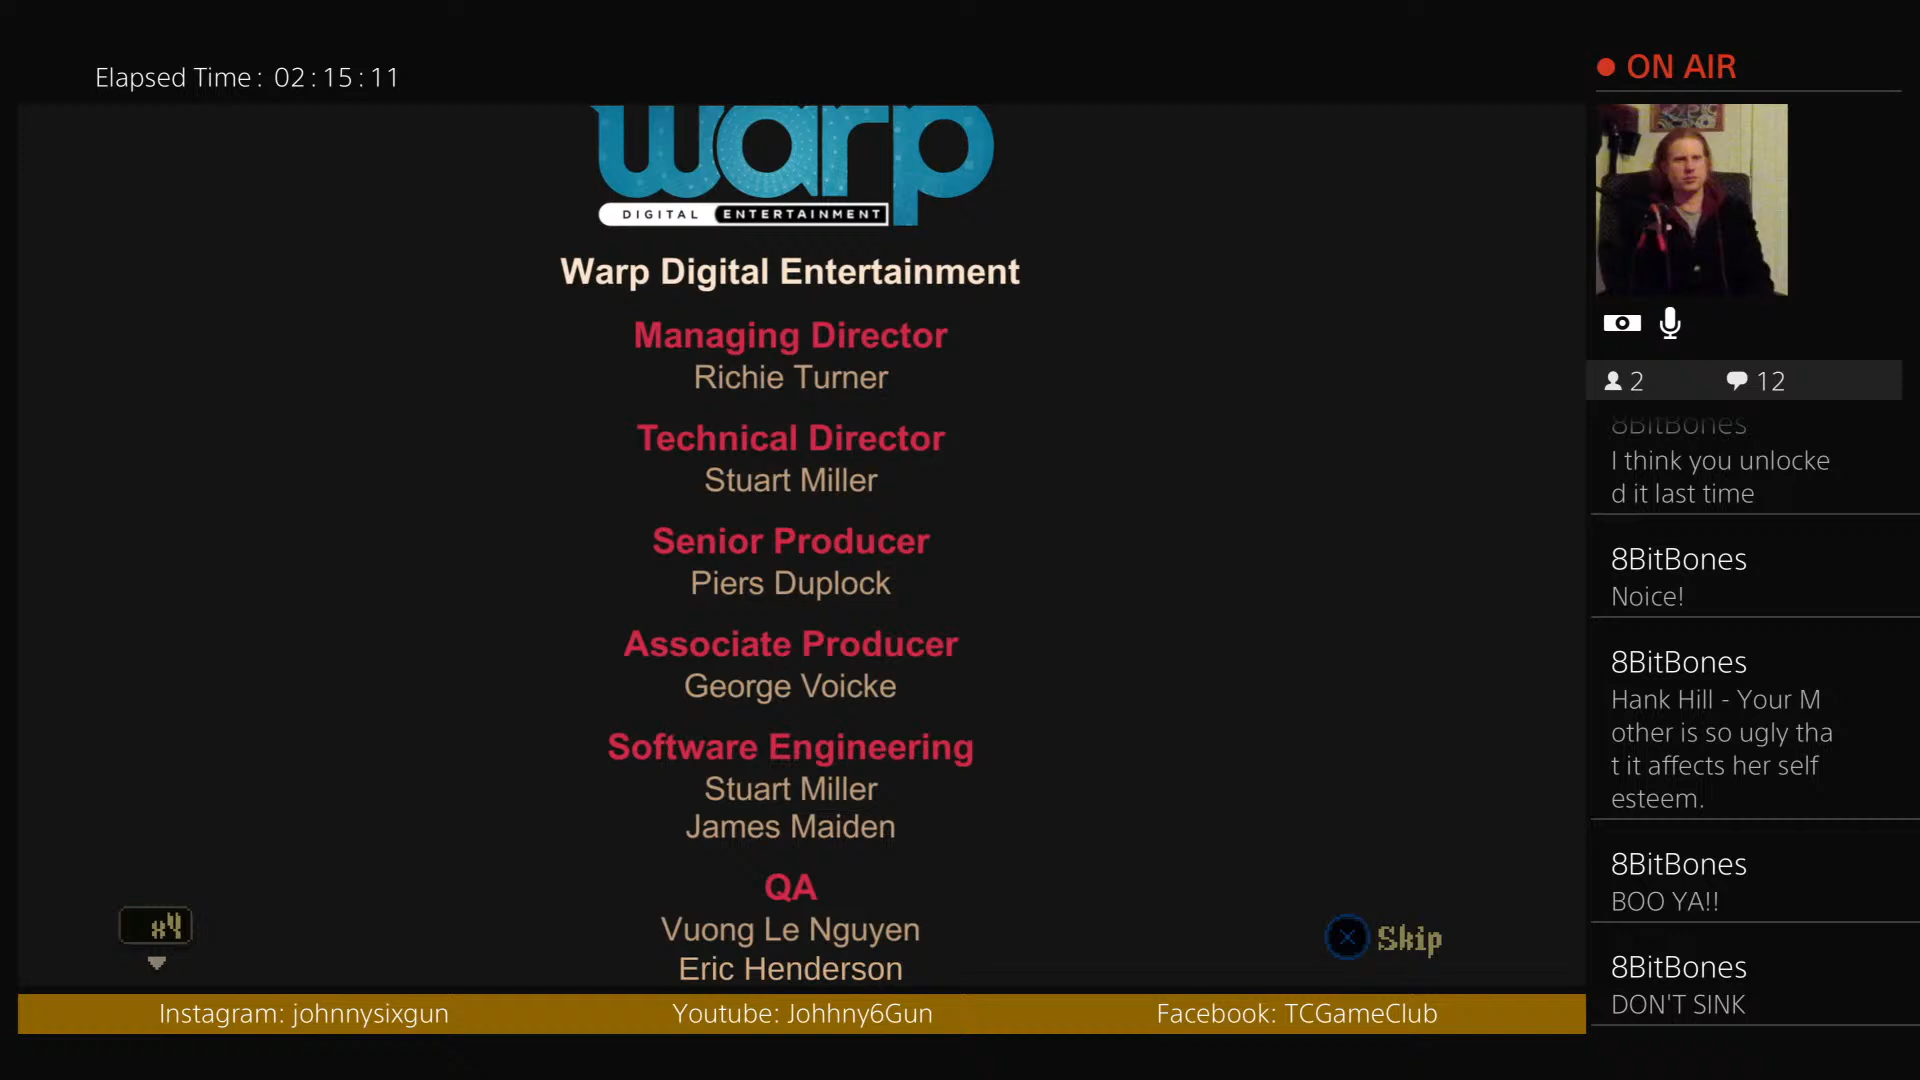 Elapsed Time: 02:15:11
ON AIR
warp
DIGITAL ENTERTAINMENT
Warp Digital Entertainment
Managing Director
Richie Turner
Technical Director
Stuart Miller
Senior Producer
Piers Duplock
Associate Producer
George Voicke
Software Engineering
Stuart Miller
James Maiden
QA
Vuong Le Nguyen
Eric Henderson
x4
Skip
Instagram: johnnysixgun
Youtube: Johhny6Gun
Facebook: TCGameClub
2
12
8BitBones
I think you unlocke
d it last time
8BitBones
Noice!
8BitBones
Hank Hill - Your M
other is so ugly tha
t it affects her self
esteem.
8BitBones
BOO YA!!
8BitBones
DON'T SINK